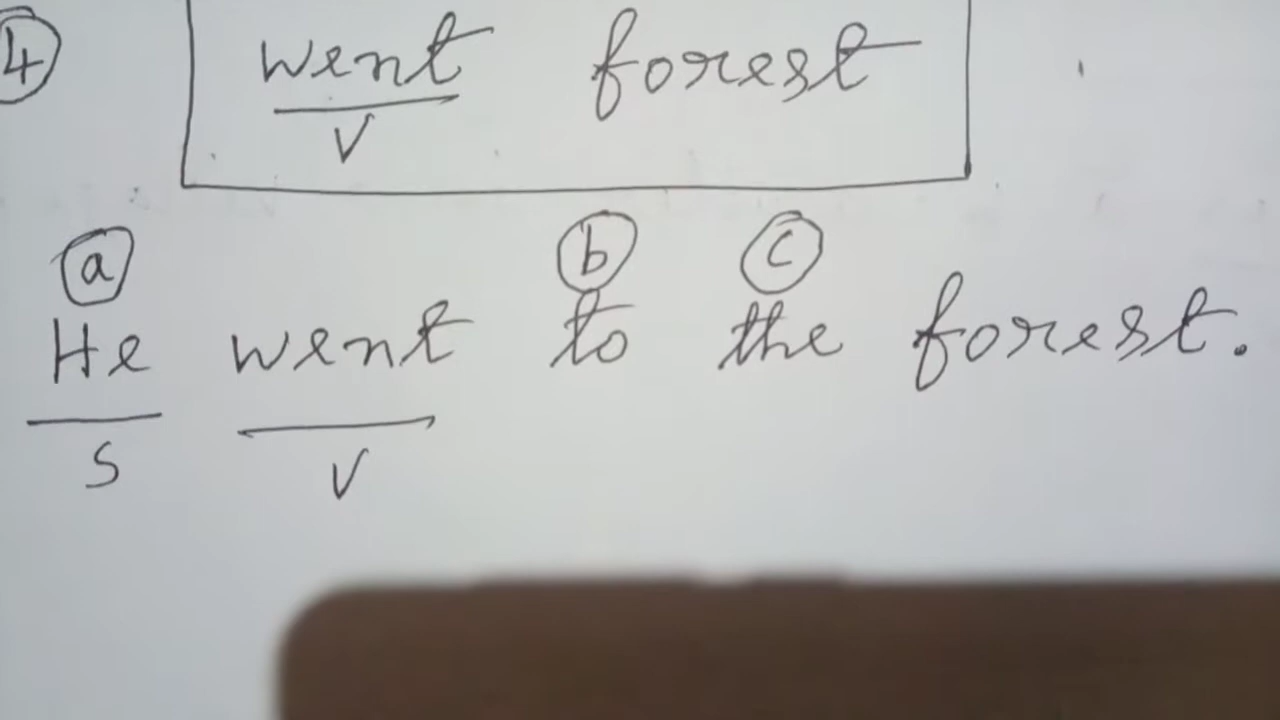 4 went forest
V
a b c
He went to the forest.
S V